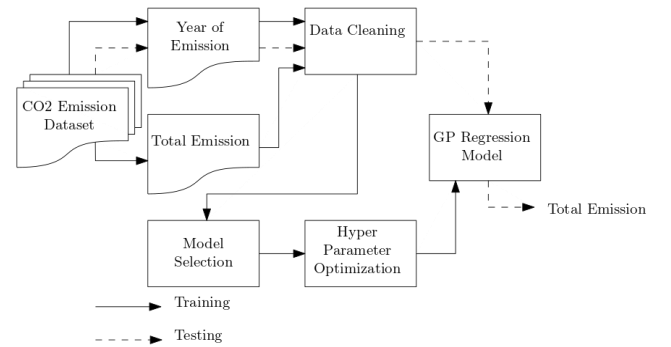 Year of
Emission
Data Cleaning
CO2 Emission
Dataset
Total Emission
GP Regression
Model
Total Emission
Model
Selection
Hyper
Parameter
Optimization
Training
Testing